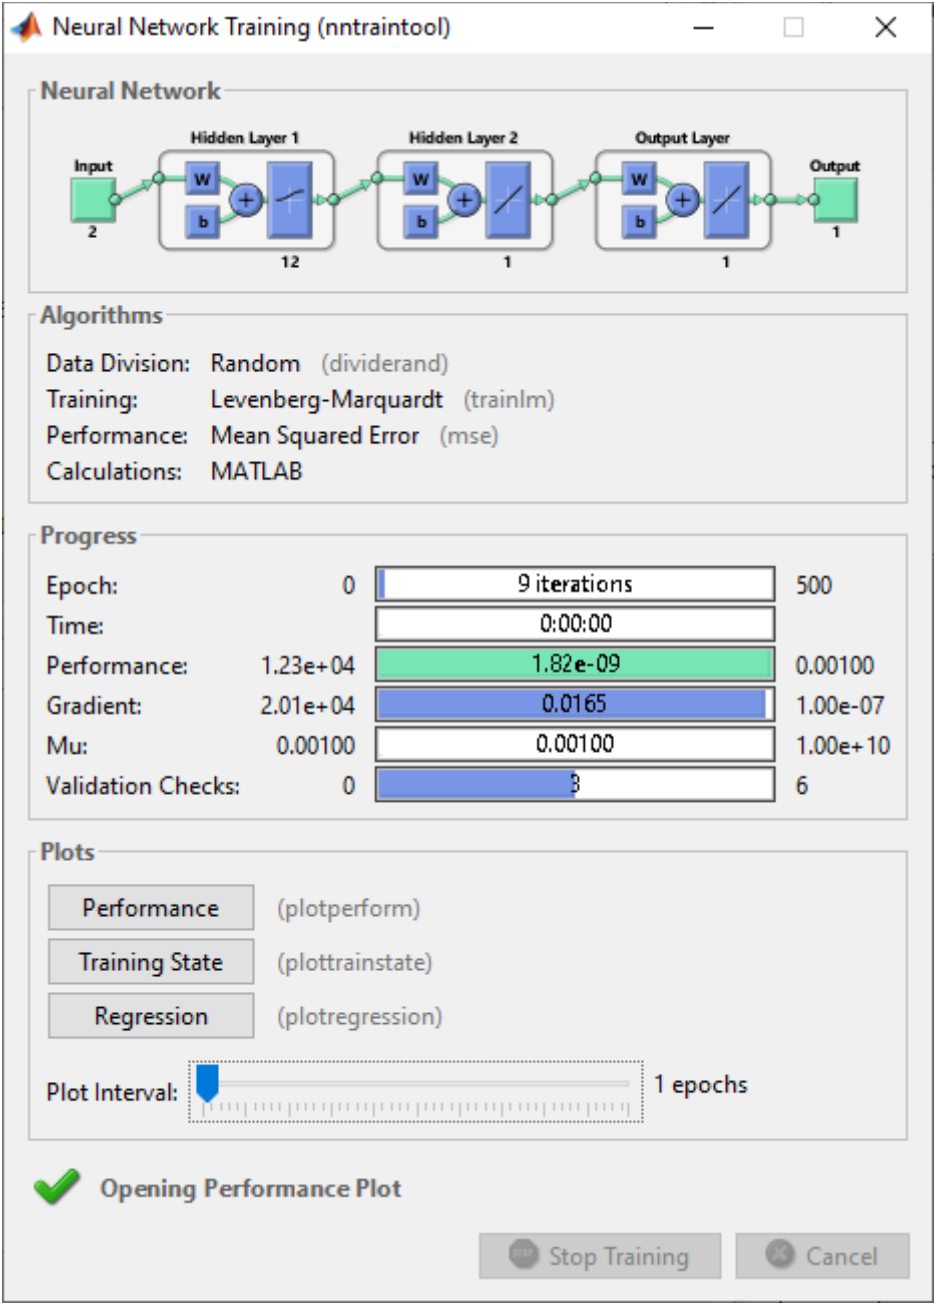 Neural Network Training (nntraintool)
Neural Network
Hidden Layer 1 Hidden Layer 2 Output Layer
Input Output
W W W
+ + +
b b b
2 1
12 1 1
Algorithms
Data Division: Random (dividerand)
Training: Levenberg-Marquardt (trainlm)
Performance: Mean Squared Error (mse)
Calculations: MATLAB
Progress
Epoch: 0 9 iterations 500
Time: 0:00:00
Performance: 1.23e+04 1.82e-09 0.00100
Gradient: 2.01e+04 0.0165 1.00e-07
Mu: 0.00100 0.00100 1.00e+10
Validation Checks: 0 3 6
Plots
Performance (plotperform)
Training State (plottrainstate)
Regression (plotregression)
Plot Interval: 1 epochs
Opening Performance Plot
STOP Stop Training Cancel